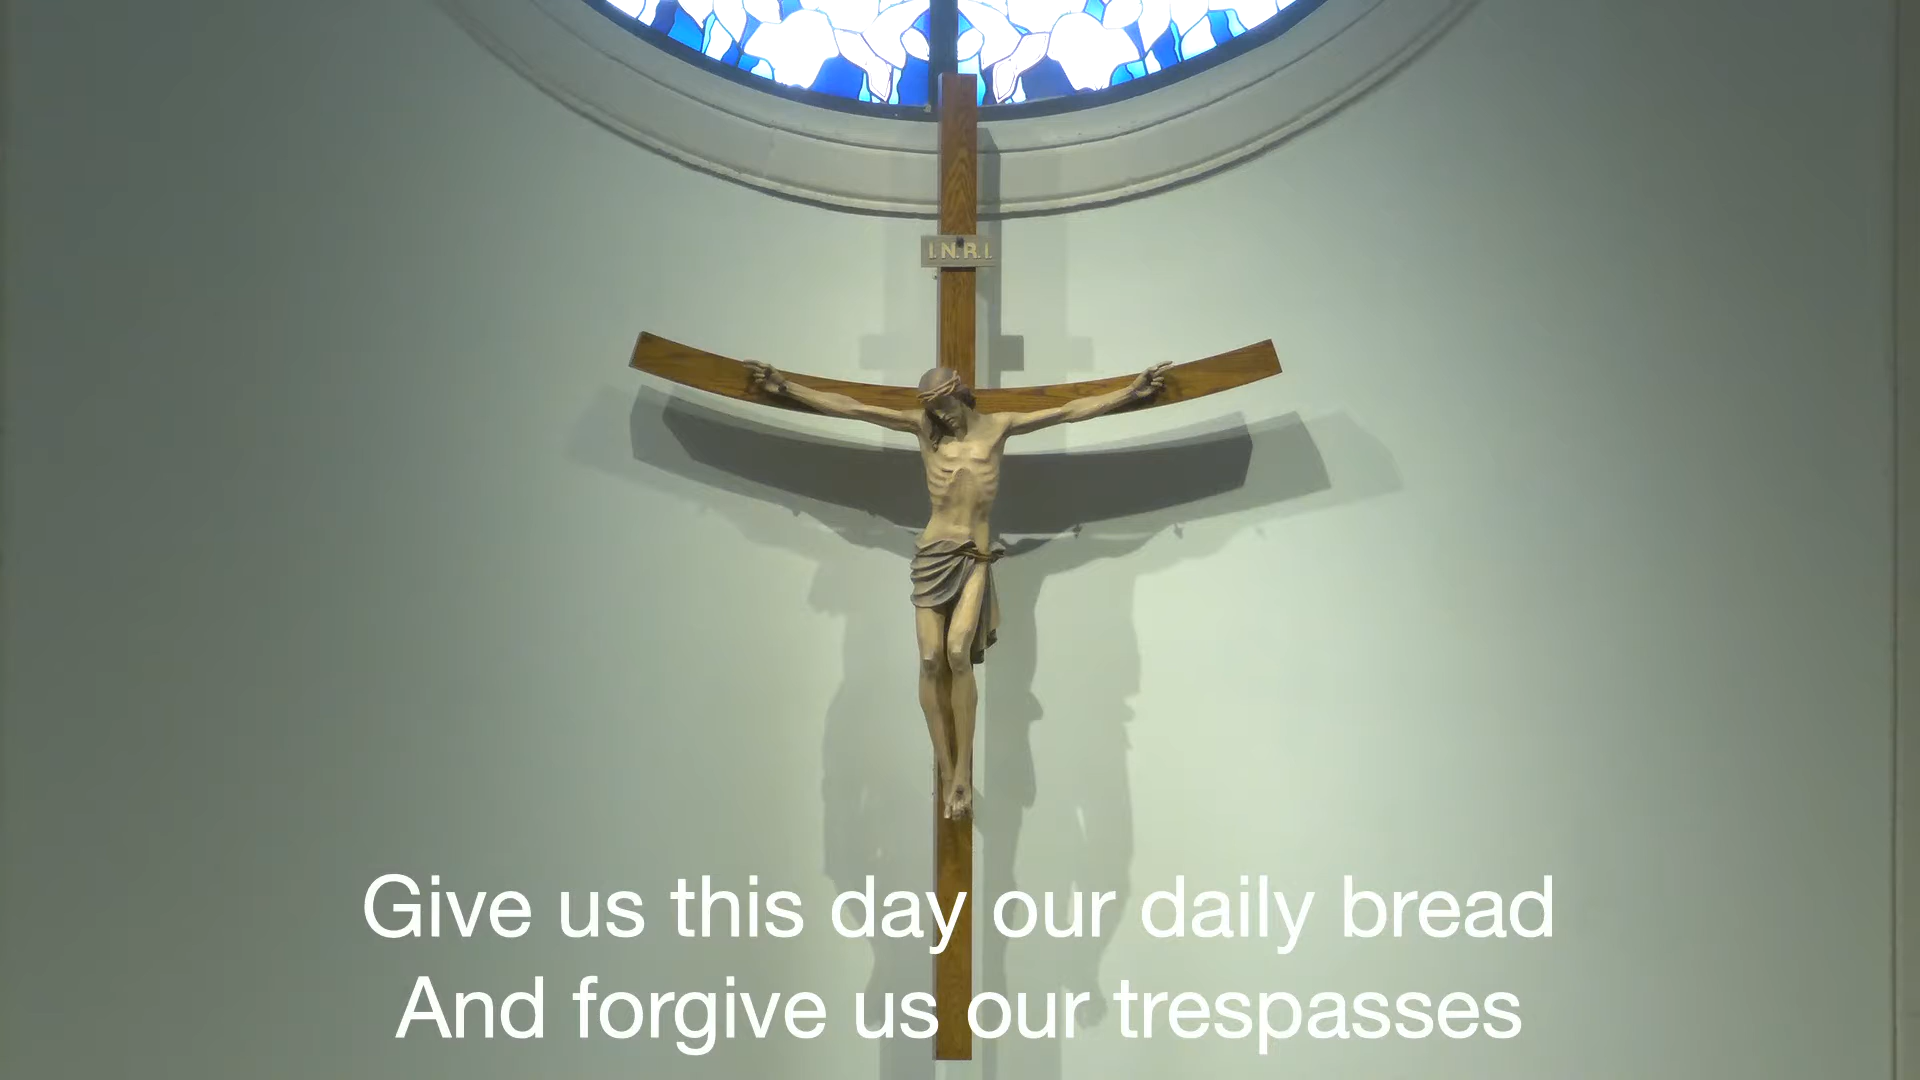 I.N.R.I.
Give us this day our daily bread
And forgive us our trespasses